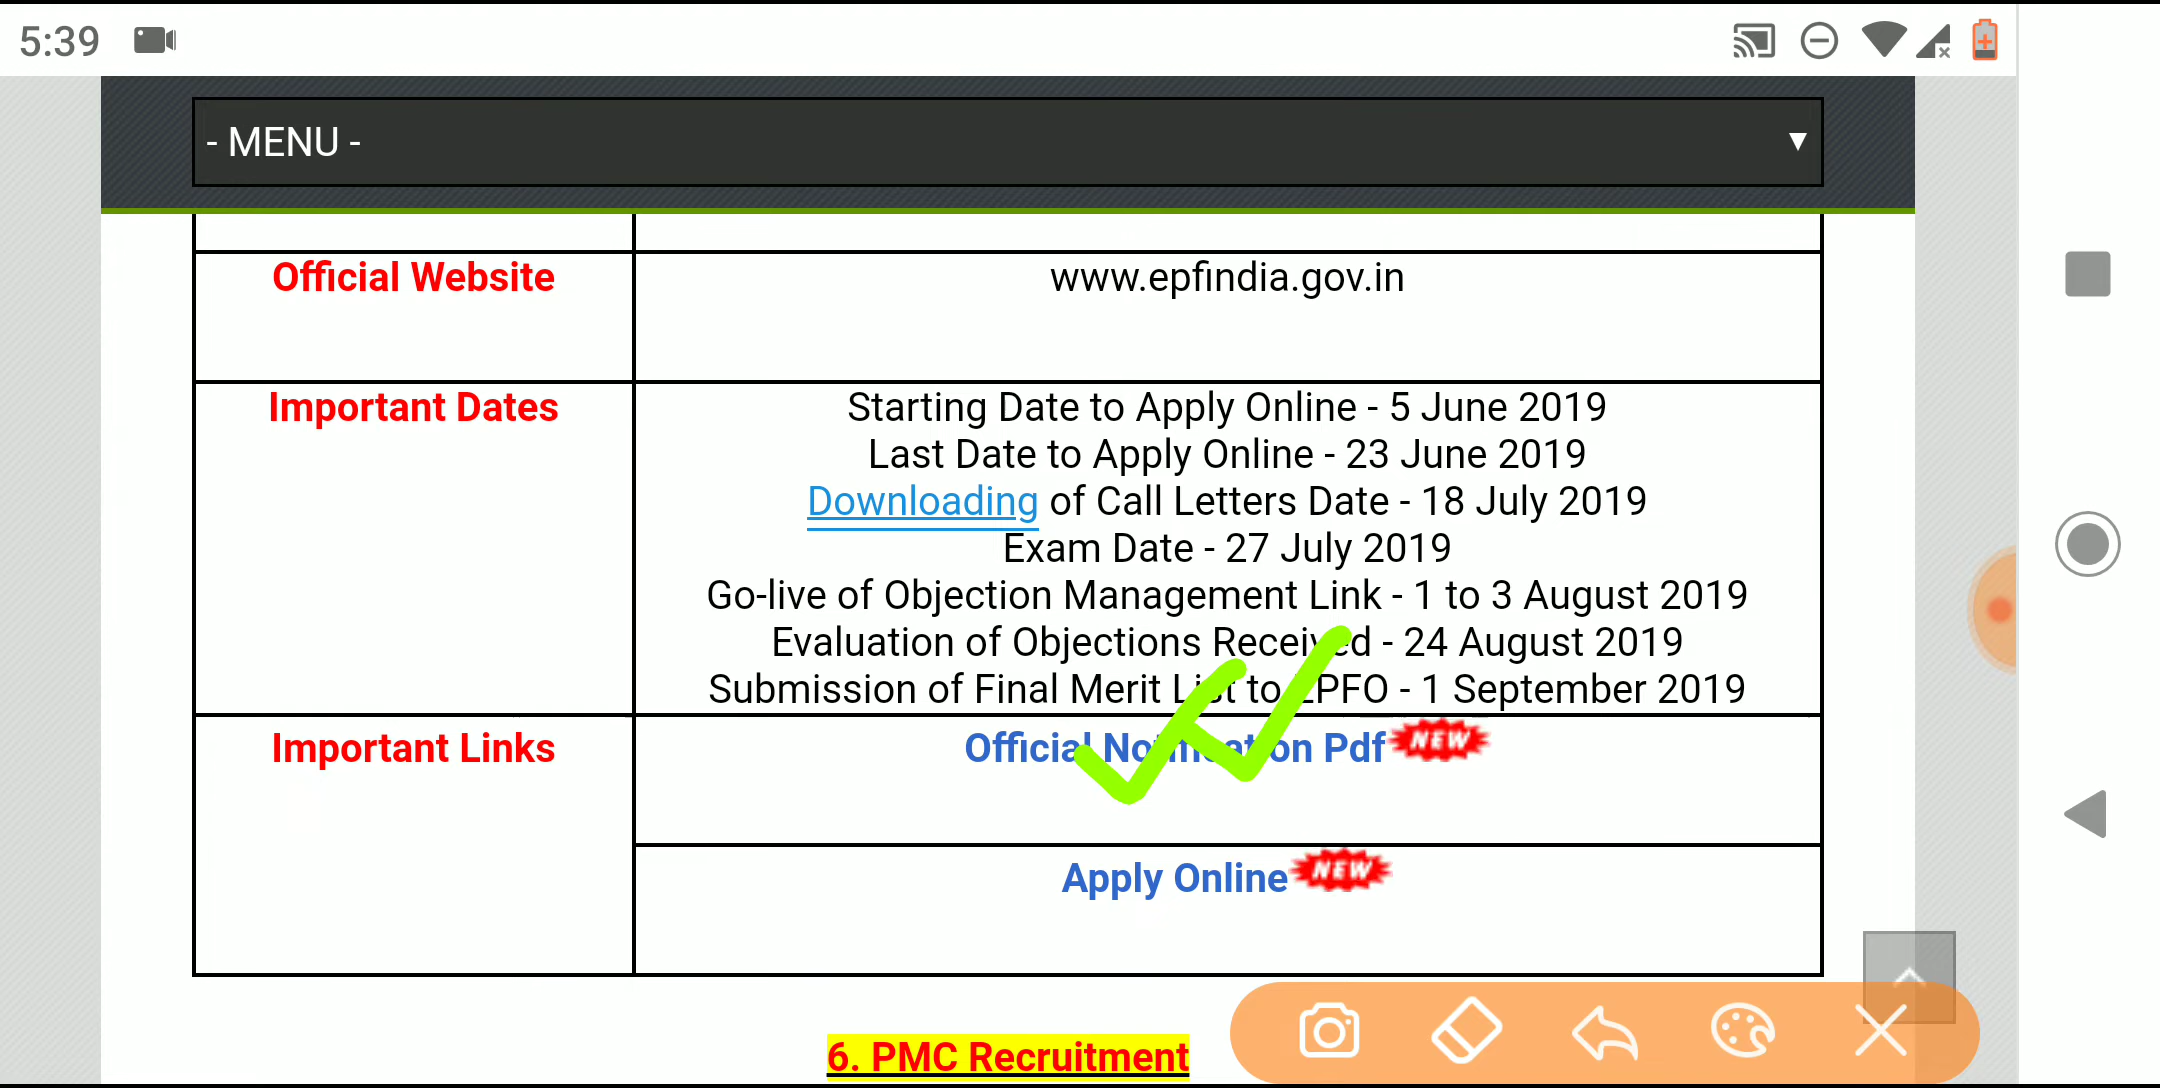 5:39
- MENU -
Official Website
www.epfindia.gov.in
Important Dates
Starting Date to Apply Online - 5 June 2019
Last Date to Apply Online - 23 June 2019
Downloading of Call Letters Date - 18 July 2019
Exam Date - 27 July 2019
Go-live of Objection Management Link - 1 to 3 August 2019
Evaluation of Objections Received - 24 August 2019
Submission of Final Merit List to EPFO - 1 September 2019
Important Links
Official Notification Pdf NEW
Apply Online NEW
6. PMC Recruitment